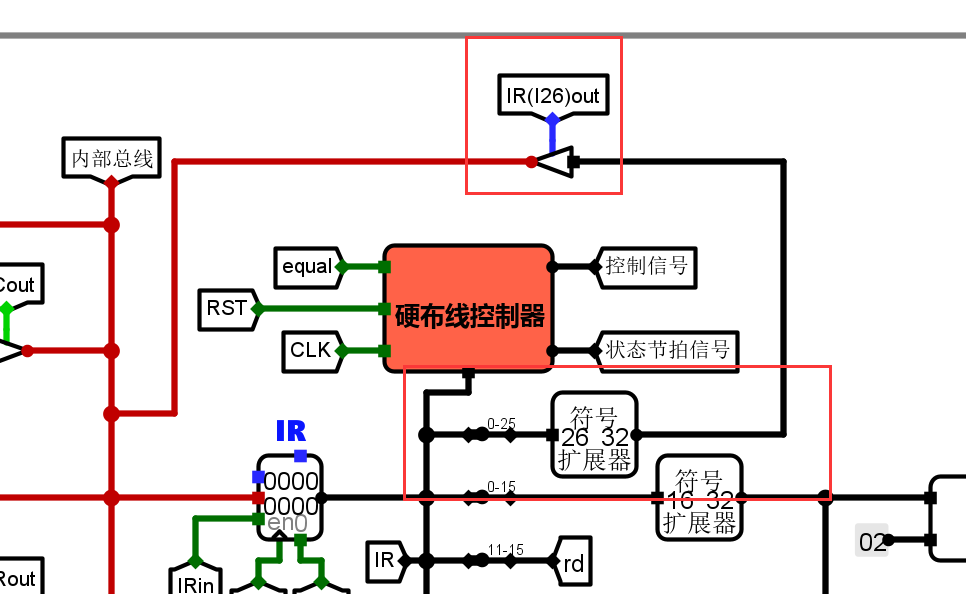 IR(I26)out
内部总线
equal
控制信号
Cout
RST
硬布线控制器
CLK
状态节拍信号
0-25
符号
26 32
扩展器
IR
0000
0000
en0
0-15
符号
16 32
扩展器
02
IR
11-15
rd
Rout
IRin